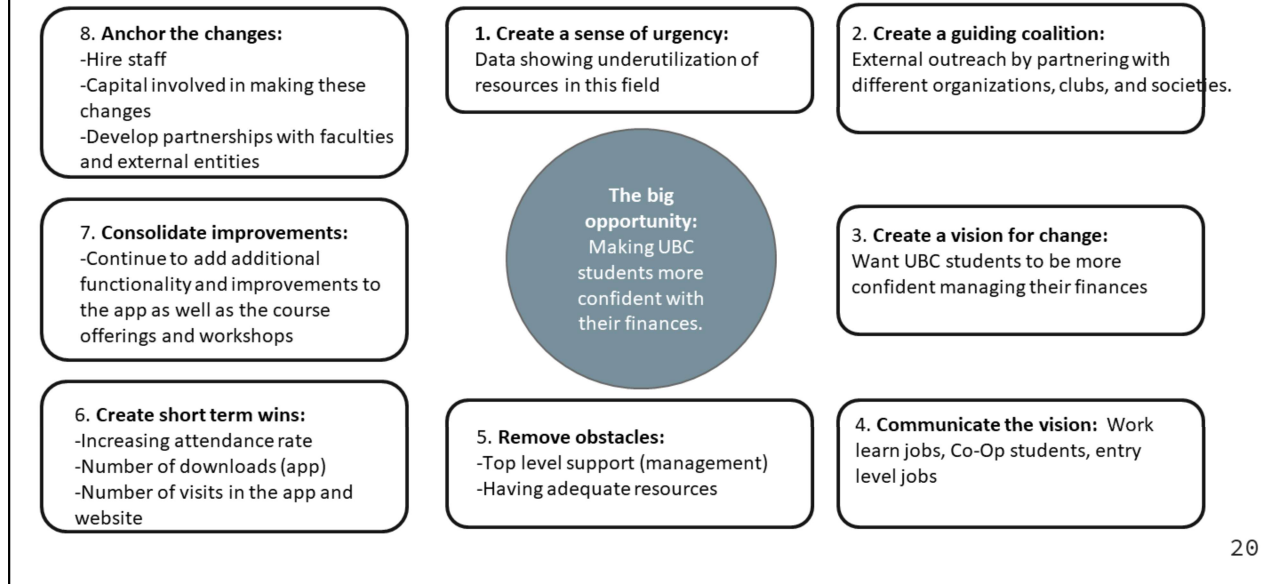 1. Create a sense of urgency:
Data showing underutilization of
resources in this field
2. Create a guiding coalition:
External outreach by partnering with
different organizations, clubs, and societies.
3. Create a vision for change:
Want UBC students to be more
confident managing their finances
4. Communicate the vision: Work
learn jobs, Co-Op students, entry
level jobs
5. Remove obstacles:
-Top level support (management)
-Having adequate resources
6. Create short term wins:
-Increasing attendance rate
-Number of downloads (app)
-Number of visits in the app and
website
7. Consolidate improvements:
-Continue to add additional
functionality and improvements to
the app as well as the course
offerings and workshops
8. Anchor the changes:
-Hire staff
-Capital involved in making these
changes
-Develop partnerships with faculties
and external entities
The big
opportunity:
Making UBC
students more
confident with
their finances.
20